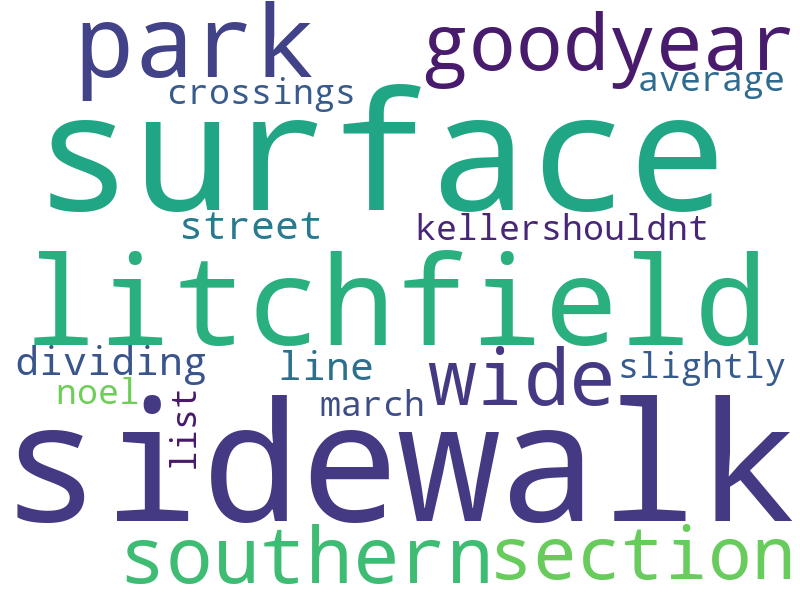 park goodyear
crossings average
surface
street kellershouldnt
litchfield
dividing line wide slightly
noel list march
sidewalk
southern section